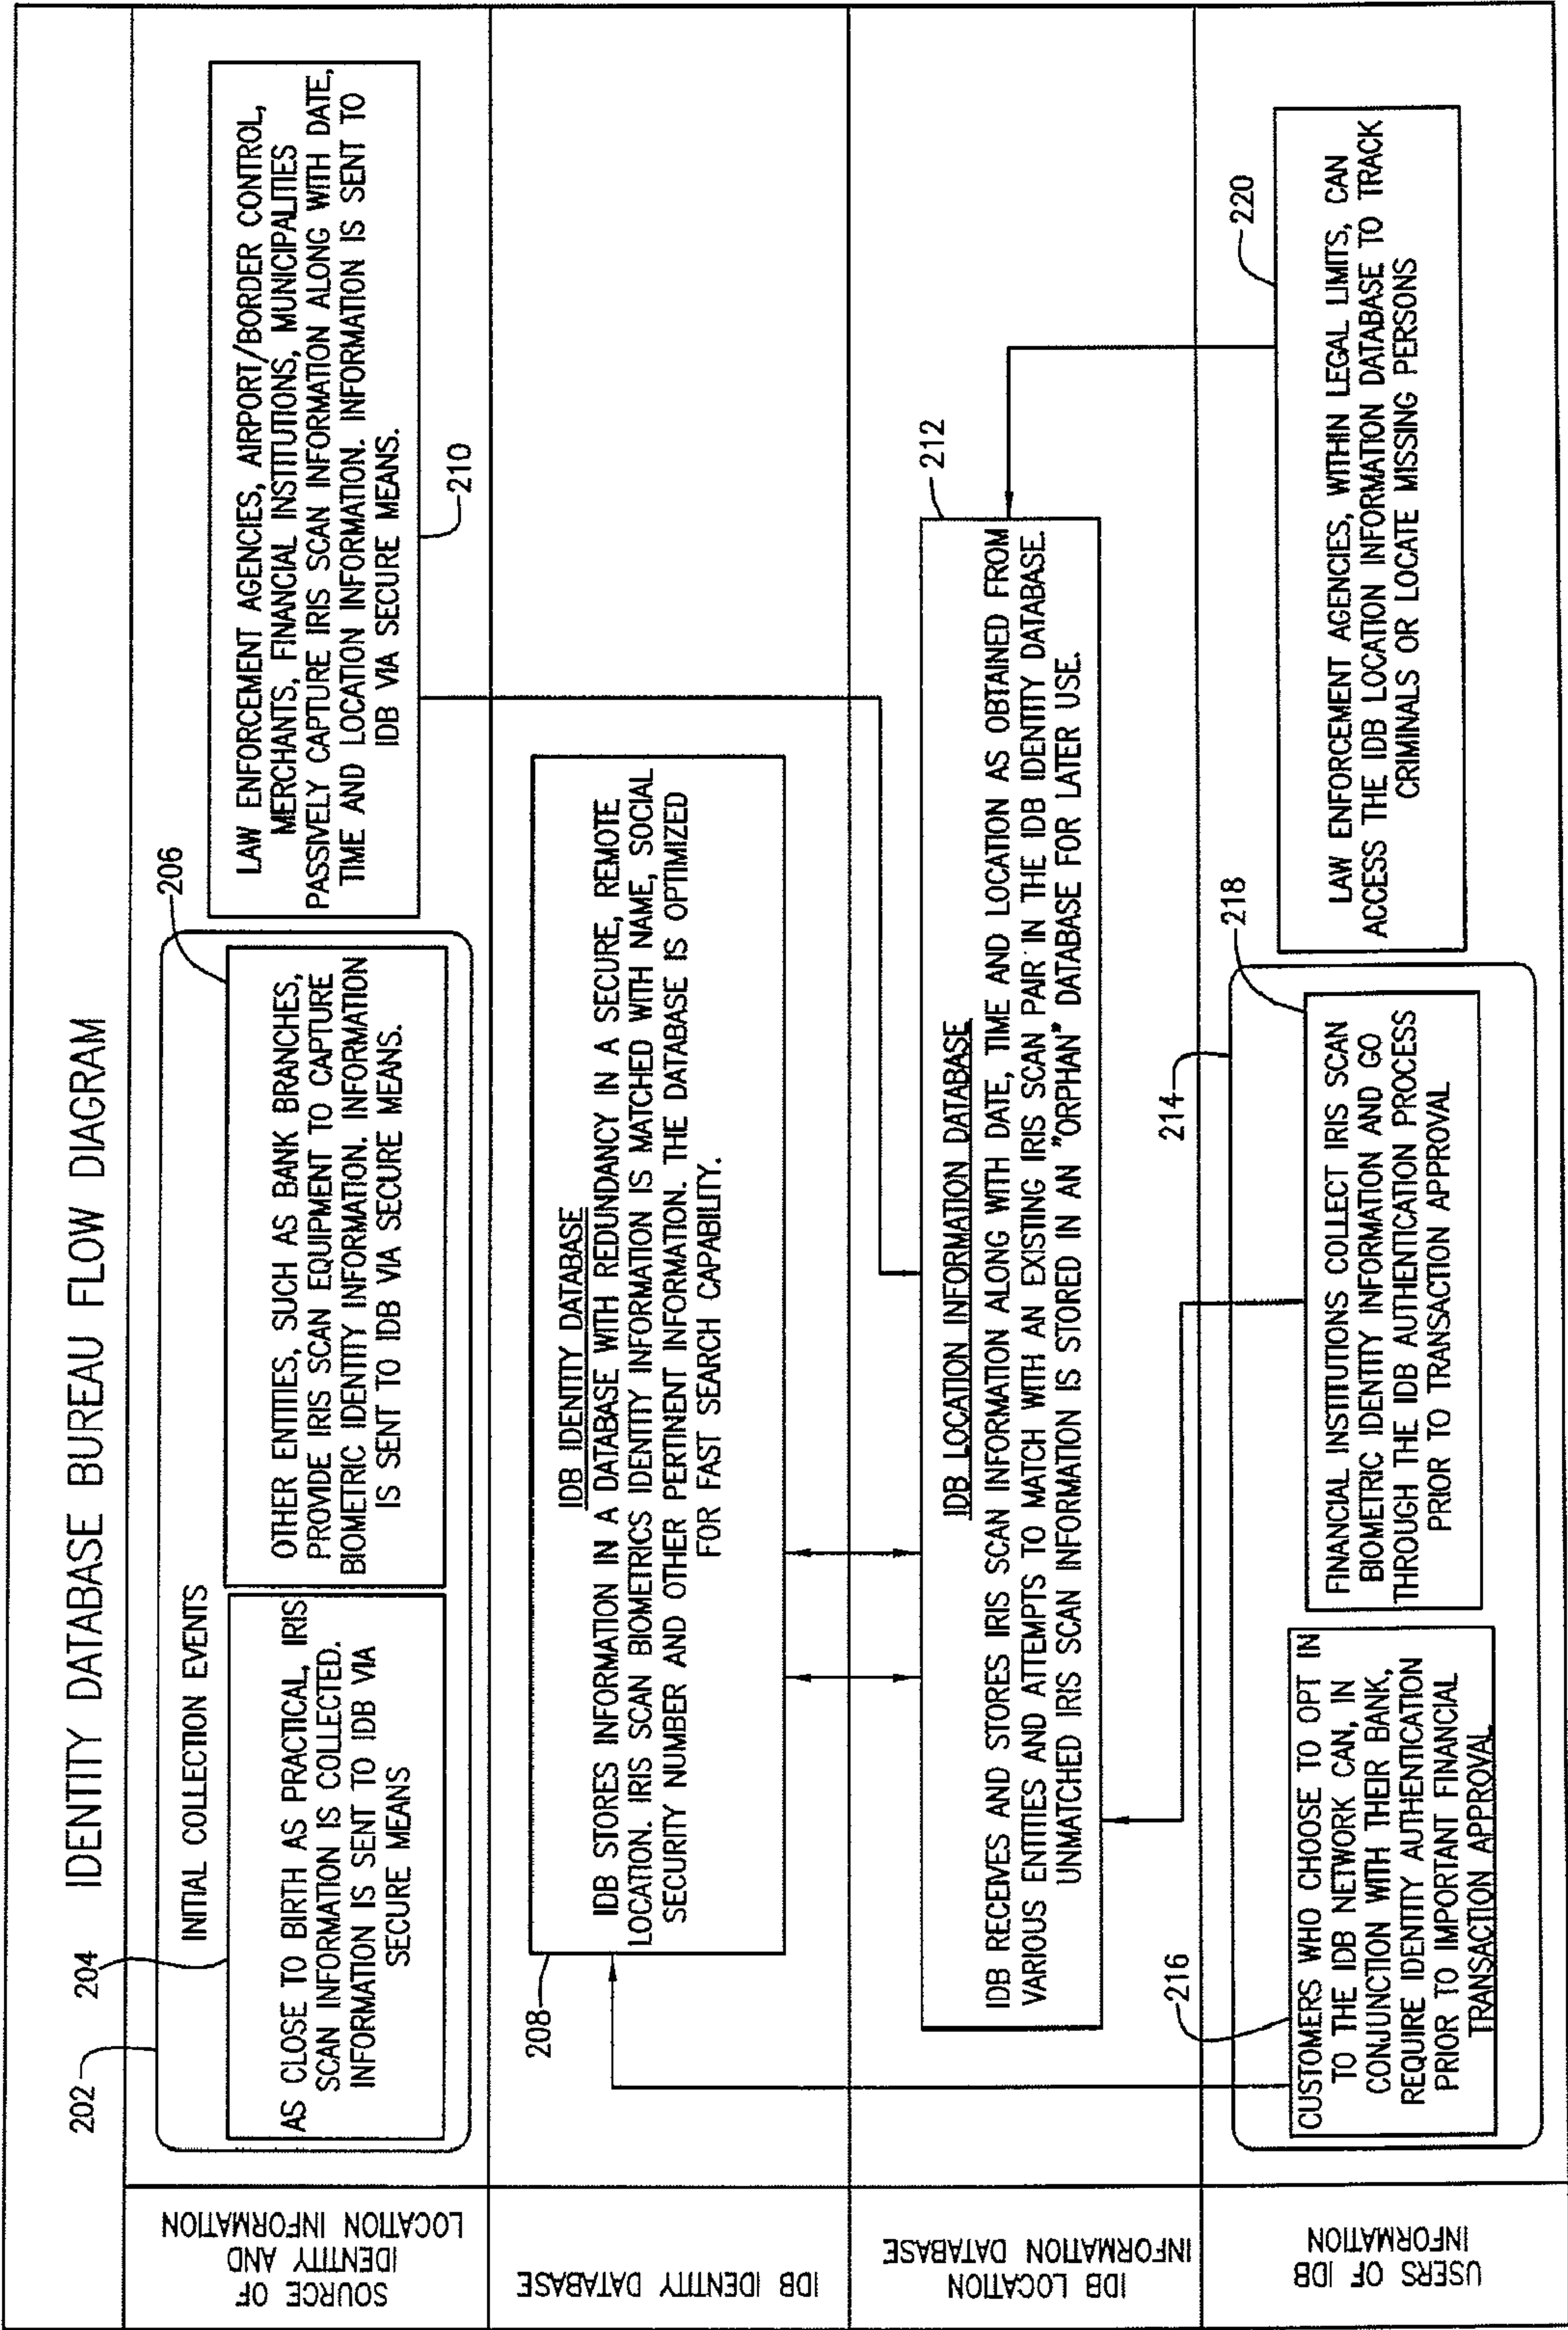 IDENTITY DATABASE BUREAU FLOW DIAGRAM
SOURCE OF
IDENTITY AND
LOCATION INFORMATION
202
204
INITIAL COLLECTION EVENTS
AS CLOSE TO BIRTH AS PRACTICAL, IRIS
SCAN INFORMATION IS COLLECTED.
INFORMATION IS SENT TO IDB VIA
SECURE MEANS
206
OTHER ENTITIES, SUCH AS BANK BRANCHES,
PROVIDE IRIS SCAN EQUIPMENT TO CAPTURE
BIOMETRIC IDENTITY INFORMATION. INFORMATION
IS SENT TO IDB VIA SECURE MEANS.
LAW ENFORCEMENT AGENCIES, AIRPORT/BORDER CONTROL,
MERCHANTS, FINANCIAL INSTITUTIONS, MUNICIPALITIES
PASSIVELY CAPTURE IRIS SCAN INFORMATION ALONG WITH DATE,
TIME AND LOCATION INFORMATION. INFORMATION IS SENT TO
IDB VIA SECURE MEANS.
210
IDB IDENTITY DATABASE
208
IDB IDENTITY DATABASE
IDB STORES INFORMATION IN A DATABASE WITH REDUNDANCY IN A SECURE, REMOTE
LOCATION. IRIS SCAN BIOMETRICS IDENTITY INFORMATION IS MATCHED WITH NAME, SOCIAL
SECURITY NUMBER AND OTHER PERTINENT INFORMATION. THE DATABASE IS OPTIMIZED
FOR FAST SEARCH CAPABILITY.
IDB LOCATION
INFORMATION DATABASE
212
IDB LOCATION INFORMATION DATABASE
IDB RECEIVES AND STORES IRIS SCAN INFORMATION ALONG WITH DATE, TIME AND LOCATION AS OBTAINED FROM
VARIOUS ENTITIES AND ATTEMPTS TO MATCH WITH AN EXISTING IRIS SCAN PAIR IN THE IDB IDENTITY DATABASE.
UNMATCHED IRIS SCAN INFORMATION IS STORED IN AN "ORPHAN" DATABASE FOR LATER USE.
USERS OF IDB
INFORMATION
214
216
CUSTOMERS WHO CHOOSE TO OPT IN
TO THE IDB NETWORK CAN, IN
CONJUNCTION WITH THEIR BANK,
REQUIRE IDENTITY AUTHENTICATION
PRIOR TO IMPORTANT FINANCIAL
TRANSACTION APPROVAL
218
FINANCIAL INSTITUTIONS COLLECT IRIS SCAN
BIOMETRIC IDENTITY INFORMATION AND GO
THROUGH THE IDB AUTHENTICATION PROCESS
PRIOR TO TRANSACTION APPROVAL
220
LAW ENFORCEMENT AGENCIES, WITHIN LEGAL LIMITS, CAN
ACCESS THE IDB LOCATION INFORMATION DATABASE TO TRACK
CRIMINALS OR LOCATE MISSING PERSONS